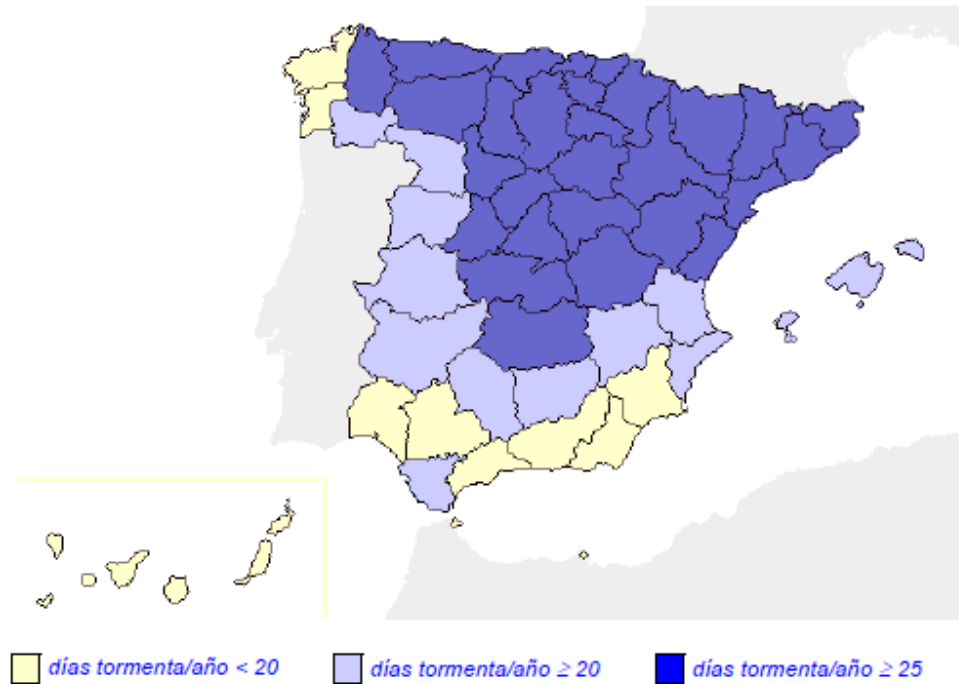 días tormenta/año < 20
días tormenta/año ≥ 20
días tormenta/año ≥ 25